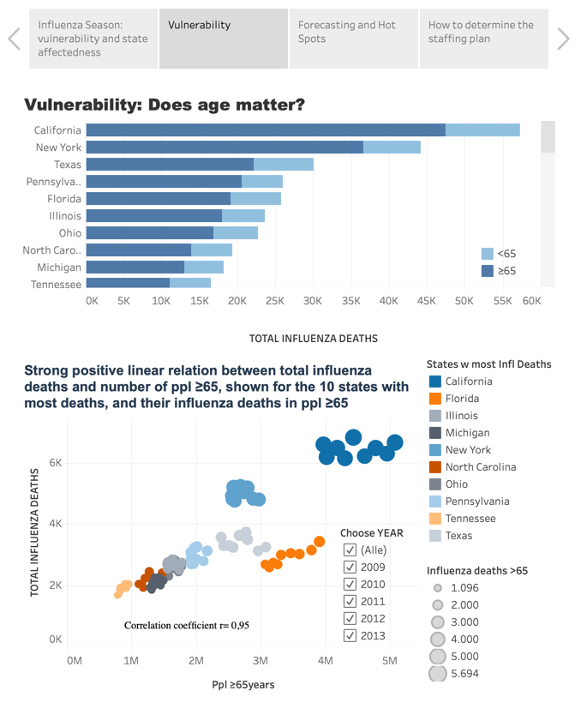 Influenza Season:
vulnerability and state
affectedness
Vulnerability
Forecasting and Hot
Spots
How to determine the
staffing plan
Vulnerability: Does age matter?
California
New York
Texas
Pennsylva..
Florida
Illinois
Ohio
North Caro..
Michigan
Tennessee
<65
≥65
0K 5K 10K 15K 20K 25K 30K 35K 40K 45K 50K 55K 60K
TOTAL INFLUENZA DEATHS
Strong positive linear relation between total influenza
deaths and number of ppl ≥65, shown for the 10 states with
most deaths, and their influenza deaths in ppl ≥65
TOTAL INFLUENZA DEATHS
6K
4K
2K
0K
Correlation coefficient r= 0,95
Choose YEAR
(Alle)
2009
2010
2011
2012
2013
0M 1M 2M 3M 4M 5M
Ppl ≥65years
States w most Infl Deaths
California
Florida
Illinois
Michigan
New York
North Carolina
Ohio
Pennsylvania
Tennessee
Texas
Influenza deaths >65
1.096
2.000
3.000
4.000
5.000
5.694